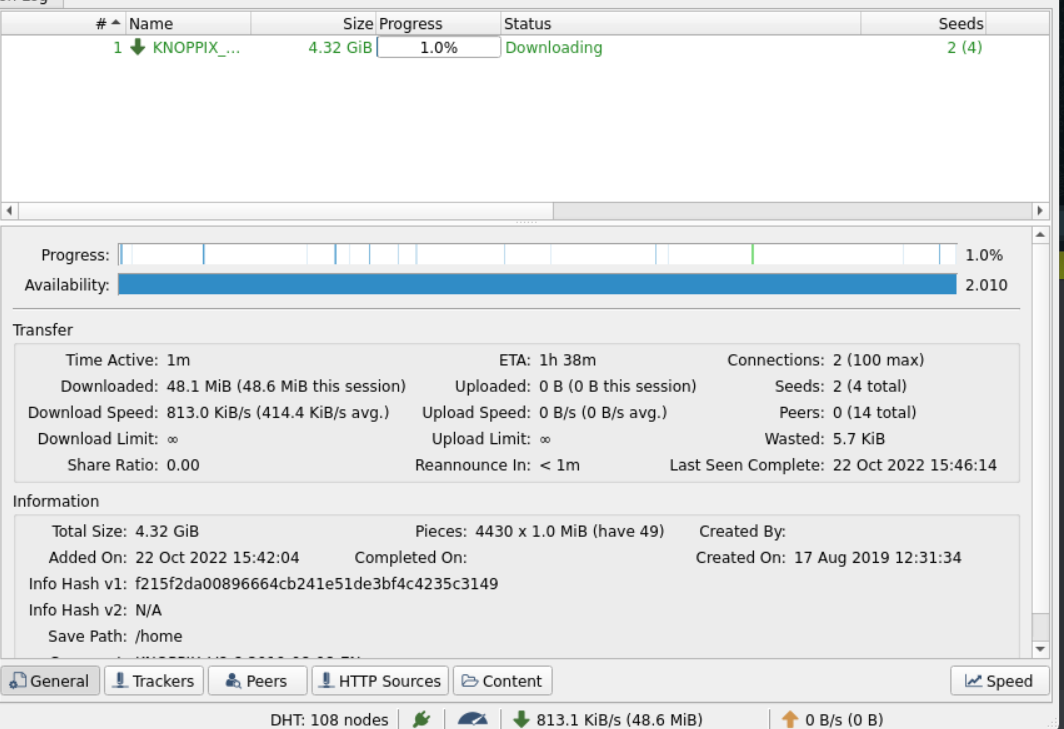 # Name Size Progress Status Seeds
1 KNOPPIX_... 4.32 GiB 1.0% Downloading 2 (4)
Progress: 1.0%
Availability: 2.010
Transfer
Time Active: 1m ETA: 1h 38m Connections: 2 (100 max)
Downloaded: 48.1 MiB (48.6 MiB this session) Uploaded: 0 B (0 B this session) Seeds: 2 (4 total)
Download Speed: 813.0 KiB/s (414.4 KiB/s avg.) Upload Speed: 0 B/s (0 B/s avg.) Peers: 0 (14 total)
Download Limit: ∞ Upload Limit: ∞ Wasted: 5.7 KiB
Share Ratio: 0.00 Reannounce In: < 1m Last Seen Complete: 22 Oct 2022 15:46:14
Information
Total Size: 4.32 GiB Pieces: 4430 x 1.0 MiB (have 49) Created By:
Added On: 22 Oct 2022 15:42:04 Completed On: Created On: 17 Aug 2019 12:31:34
Info Hash v1: f215f2da00896664cb241e51de3bf4c4235c3149
Info Hash v2: N/A
Save Path: /home
General Trackers Peers HTTP Sources Content Speed
DHT: 108 nodes 813.1 KiB/s (48.6 MiB) 0 B/s (0 B)